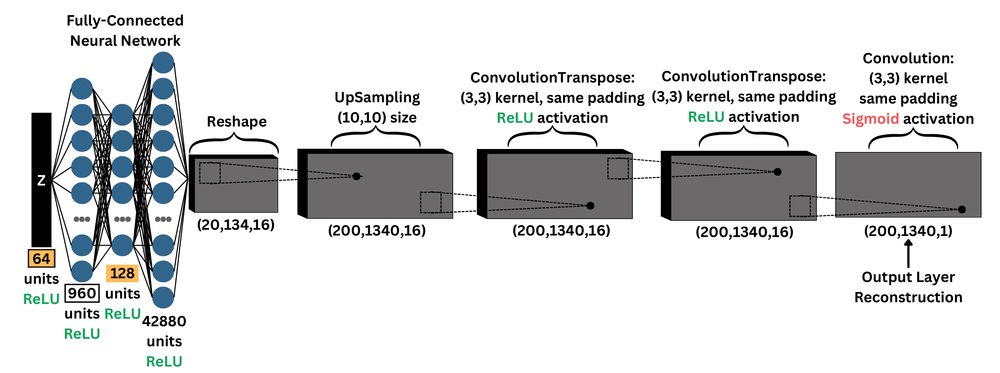 Fully-Connected
Neural Network
Z
64
units
ReLU
960
units
ReLU
128
units
ReLU
42880
units
ReLU
Reshape
(20,134,16)
UpSampling
(10,10) size
(200,1340,16)
ConvolutionTranspose:
(3,3) kernel, same padding
ReLU activation
(200,1340,16)
ConvolutionTranspose:
(3,3) kernel, same padding
ReLU activation
(200,1340,16)
Convolution:
(3,3) kernel
same padding
Sigmoid activation
(200,1340,1)
Output Layer
Reconstruction